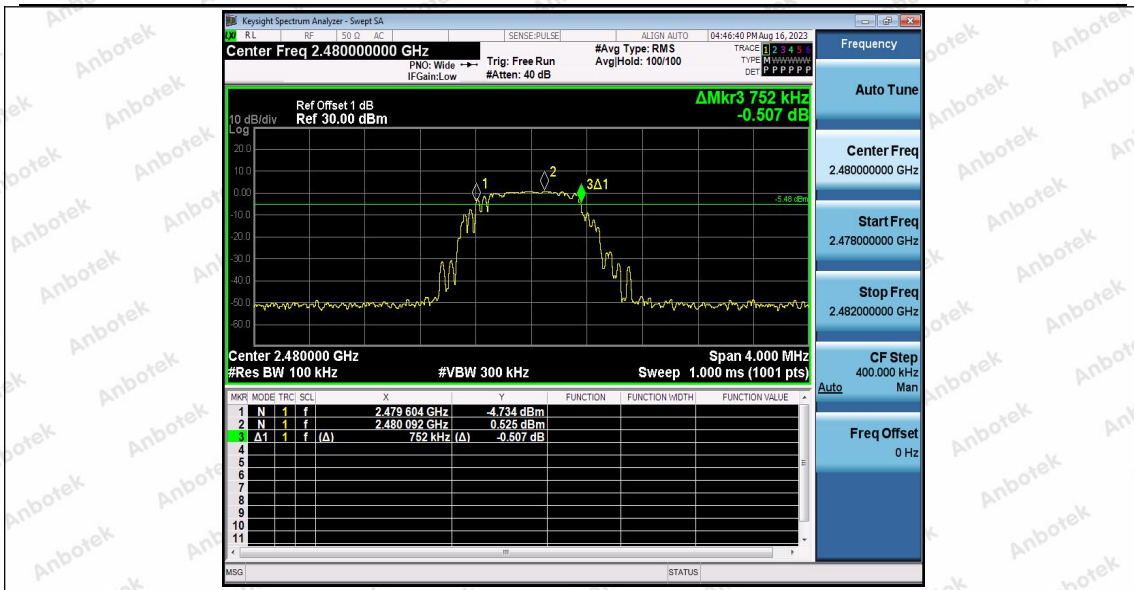 Keysight Spectrum Analyzer - Swept SA
RL RF 50 Ω AC SENSE:PULSE ALIGN AUTO 04:46:40 PM Aug 16, 2023
Center Freq 2.480000000 GHz
PNO: Wide
IFGain:Low
Trig: Free Run
#Atten: 40 dB
#Avg Type: RMS
Avg|Hold: 100/100
TRACE 1 2 3 4 5 6
TYPE M WWWWW
DET P P P P P P
ΔMkr3 752 kHz
-0.507 dB
Ref Offset 1 dB
10 dB/div Ref 30.00 dBm
Log
20.0
10.0
0.00
-10.0
-20.0
-30.0
-40.0
-50.0
-60.0
1
2
3Δ1
-5.48 dBm
Center 2.480000 GHz Span 4.000 MHz
#Res BW 100 kHz #VBW 300 kHz Sweep 1.000 ms (1001 pts)
MKR MODE TRC SCL X Y FUNCTION FUNCTION WIDTH FUNCTION VALUE
1 N 1 f 2.479 604 GHz -4.734 dBm
2 N 1 f 2.480 092 GHz 0.525 dBm
3 Δ1 1 f (Δ) 752 kHz (Δ) -0.507 dB
4
5
6
7
8
9
10
11
MSG STATUS
Frequency
Auto Tune
Center Freq
2.480000000 GHz
Start Freq
2.478000000 GHz
Stop Freq
2.482000000 GHz
CF Step
400.000 kHz
Auto Man
Freq Offset
0 Hz
Anbotek